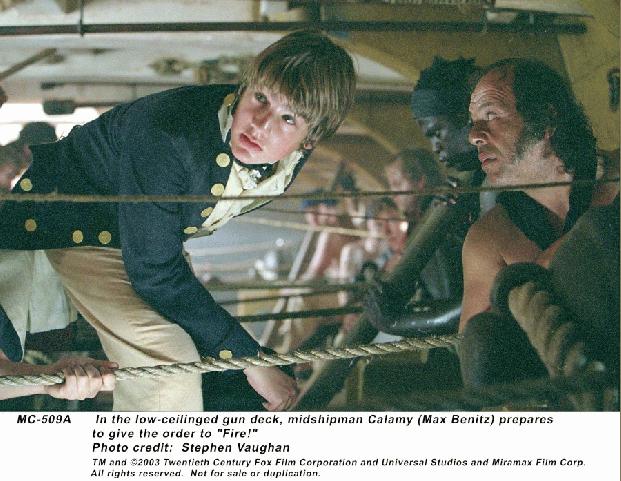 MC-509A In the low-ceilinged gun deck, midshipman Calamy (Max Benitz) prepares
to give the order to "Fire!"
Photo credit: Stephen Vaughan
TM and ©2003 Twentieth Century Fox Film Corporation and Universal Studios and Miramax Film Corp.
All rights reserved. Not for sale or duplication.